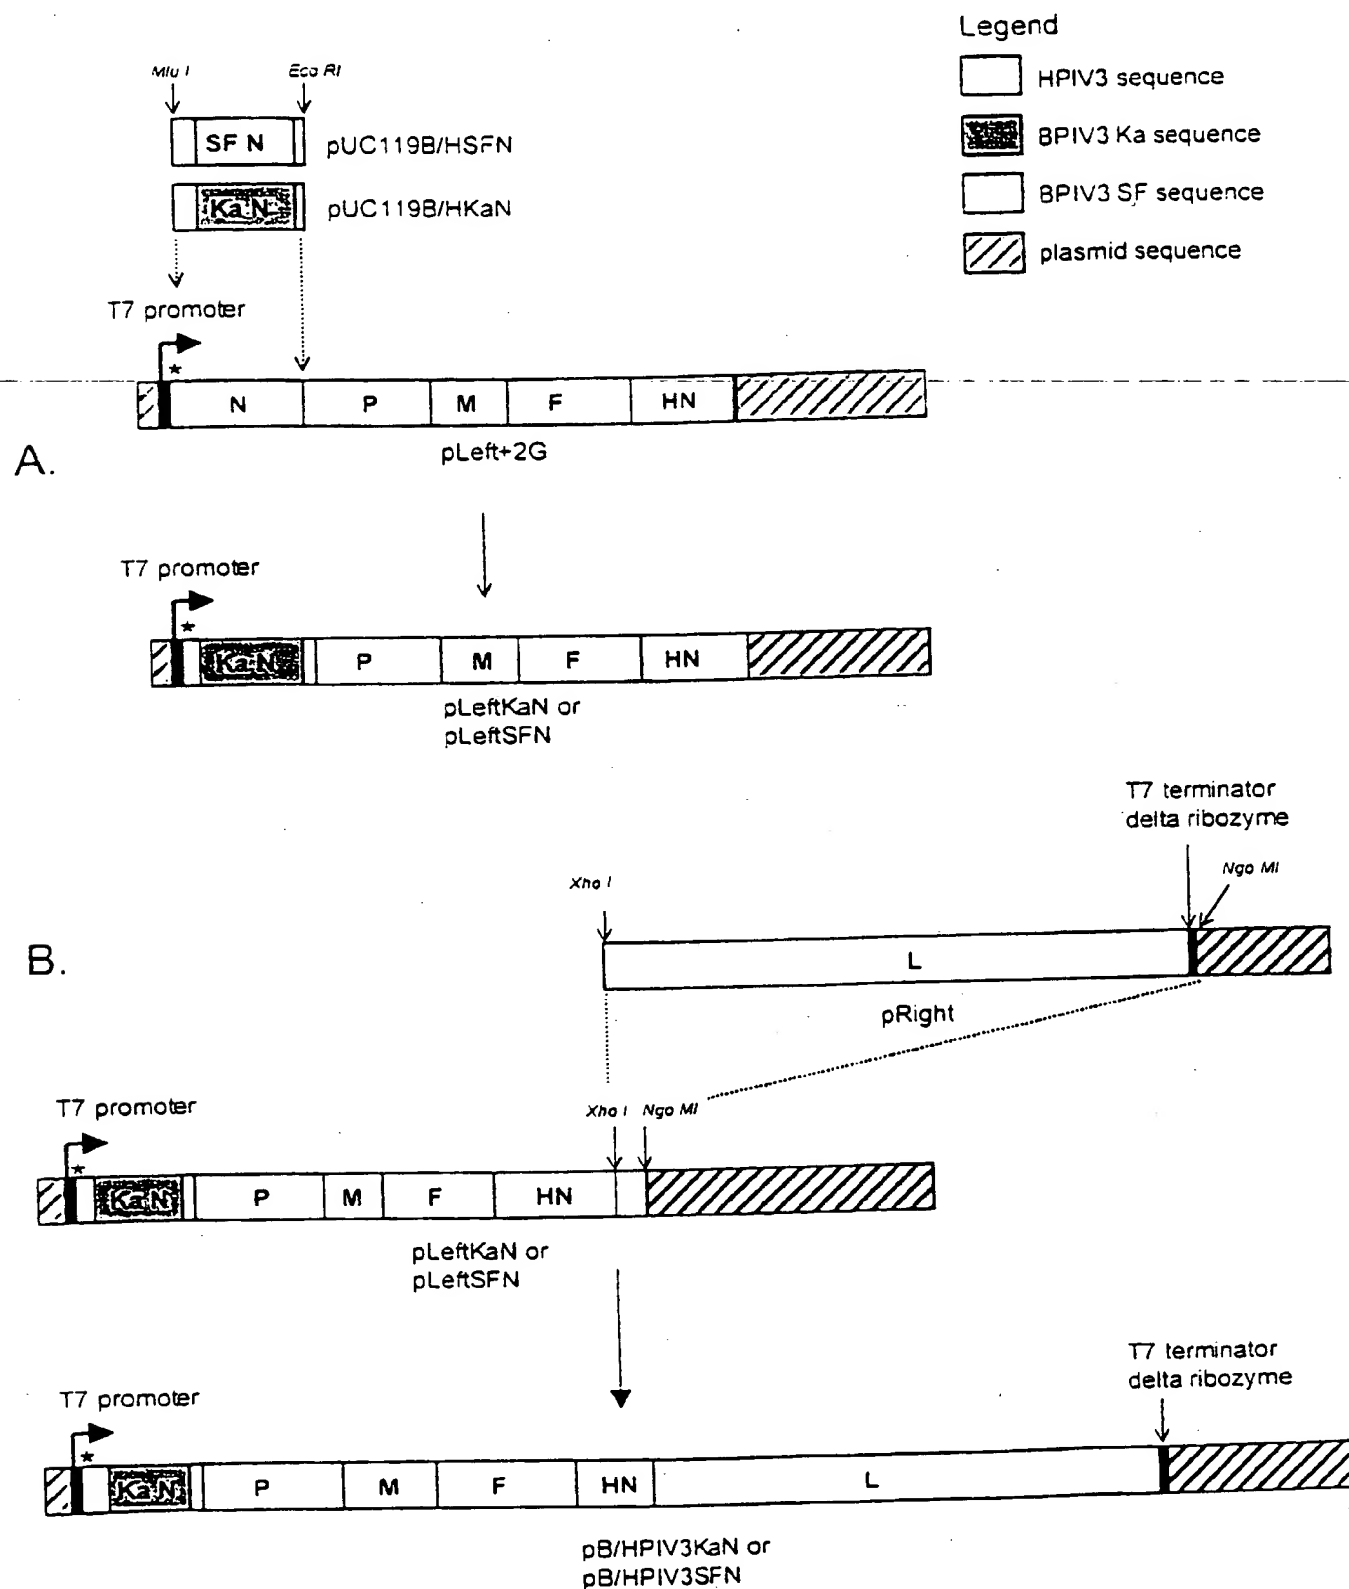 Legend
HPIV3 sequence
BPIV3 Ka sequence
BPIV3 SF sequence
plasmid sequence
Mlu I
Eco RI
SF N
pUC119B/HSFN
Ka N
pUC119B/HKaN
T7 promoter
*
N P M F HN
pLeft+2G
A.
T7 promoter
*
Ka N P M F HN
pLeftKaN or
pLeftSFN
T7 terminator
delta ribozyme
Xho I
Ngo MI
B.
L
pRight
T7 promoter
Xho I Ngo MI
*
Ka N P M F HN
pLeftKaN or
pLeftSFN
T7 terminator
delta ribozyme
T7 promoter
*
Ka N P M F HN L
pB/HPIV3KaN or
pB/HPIV3SFN